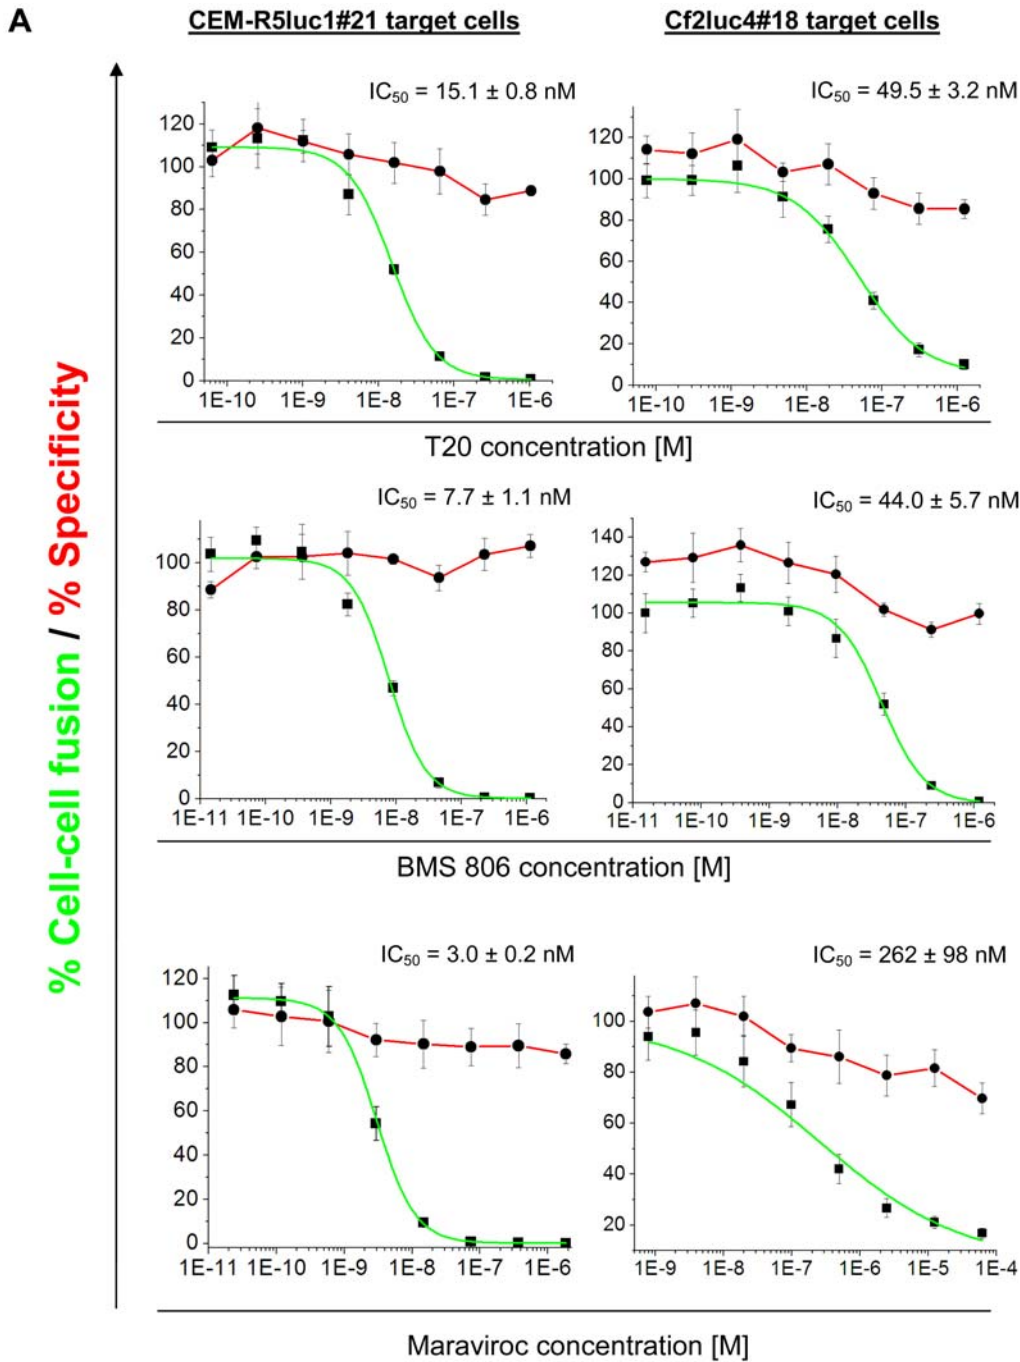 A
CEM-R5luc1#21 target cells
Cf2luc4#18 target cells
% Cell-cell fusion / % Specificity
IC50 = 15.1 ± 0.8 nM
120
100
80
60
40
20
0
1E-10 1E-9 1E-8 1E-7 1E-6
IC50 = 49.5 ± 3.2 nM
120
100
80
60
40
20
0
1E-10 1E-9 1E-8 1E-7 1E-6
T20 concentration [M]
IC50 = 7.7 ± 1.1 nM
100
80
60
40
20
0
1E-11 1E-10 1E-9 1E-8 1E-7 1E-6
IC50 = 44.0 ± 5.7 nM
140
120
100
80
60
40
20
0
1E-11 1E-10 1E-9 1E-8 1E-7 1E-6
BMS 806 concentration [M]
IC50 = 3.0 ± 0.2 nM
120
100
80
60
40
20
0
1E-11 1E-10 1E-9 1E-8 1E-7 1E-6
IC50 = 262 ± 98 nM
100
80
60
40
20
1E-9 1E-8 1E-7 1E-6 1E-5 1E-4
Maraviroc concentration [M]